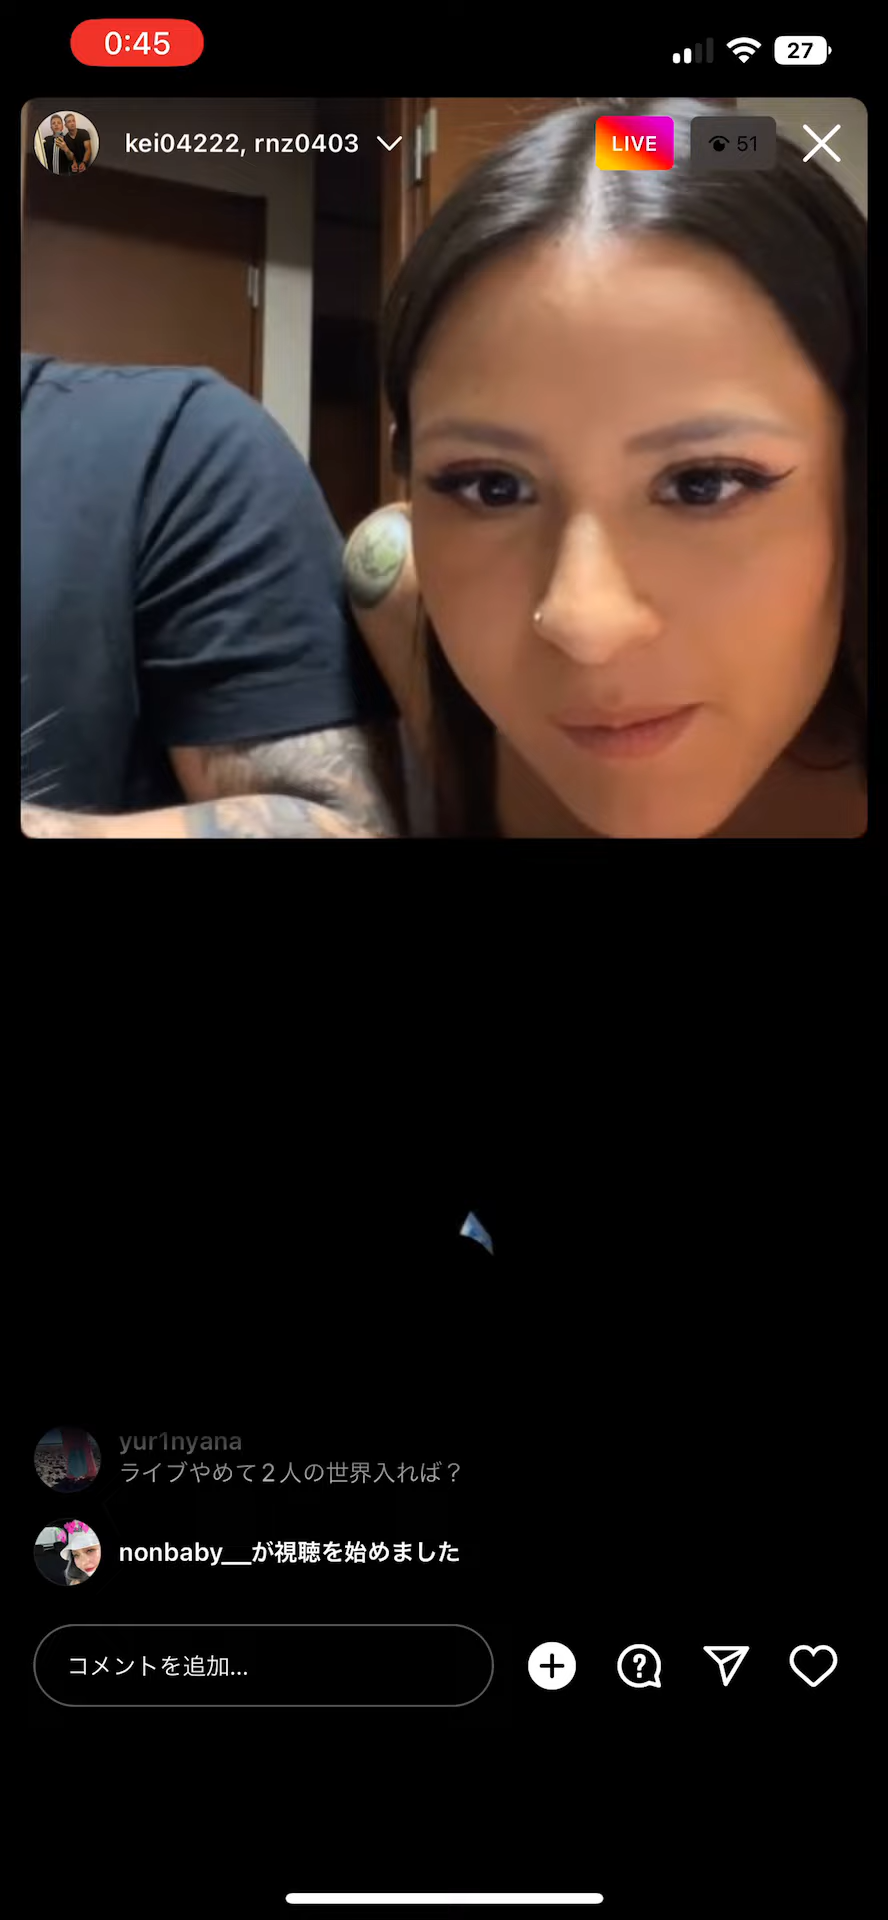 0:45
27
kei04222, rnz0403
LIVE
51
yur1nyana
ライブやめて2人の世界入れば？
nonbaby__が視聴を始めました
コメントを追加...